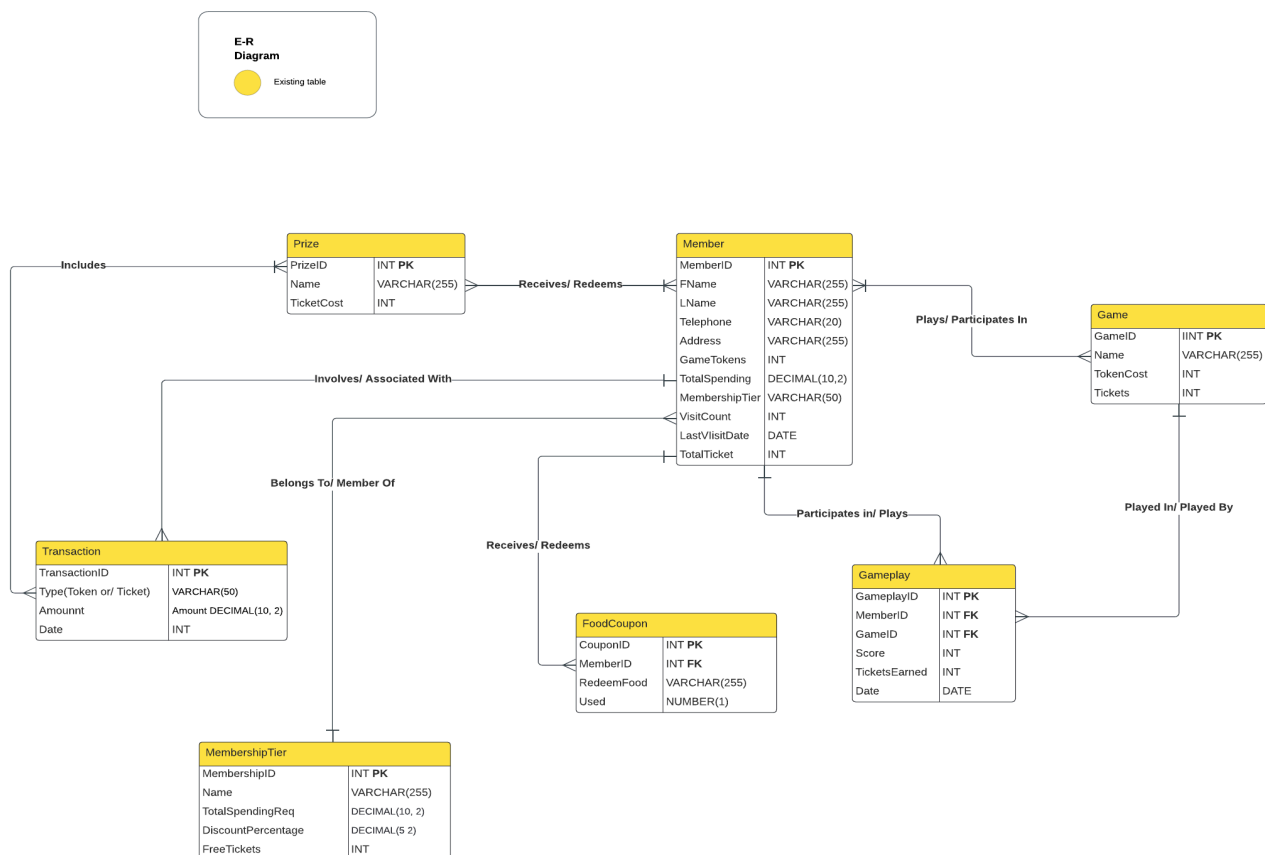 E-R
Diagram
Existing table
Prize
PrizeID INT PK
Name VARCHAR(255)
TicketCost INT
Member
MemberID INT PK
FName VARCHAR(255)
LName VARCHAR(255)
Telephone VARCHAR(20)
Address VARCHAR(255)
GameTokens INT
TotalSpending DECIMAL(10,2)
MembershipTier VARCHAR(50)
VisitCount INT
LastVIisitDate DATE
TotalTicket INT
Game
GameID IINT PK
Name VARCHAR(255)
TokenCost INT
Tickets INT
Includes
Receives/ Redeems
Plays/ Participates In
Involves/ Associated With
Belongs To/ Member Of
Receives/ Redeems
Participates in/ Plays
Played In/ Played By
Transaction
TransactionID INT PK
Type(Token or/ Ticket) VARCHAR(50)
Amounnt Amount DECIMAL(10, 2)
Date INT
FoodCoupon
CouponID INT PK
MemberID INT FK
RedeemFood VARCHAR(255)
Used NUMBER(1)
Gameplay
GameplayID INT PK
MemberID INT FK
GameID INT FK
Score INT
TicketsEarned INT
Date DATE
MembershipTier
MembershipID INT PK
Name VARCHAR(255)
TotalSpendingReq DECIMAL(10, 2)
DiscountPercentage DECIMAL(5 2)
FreeTickets INT